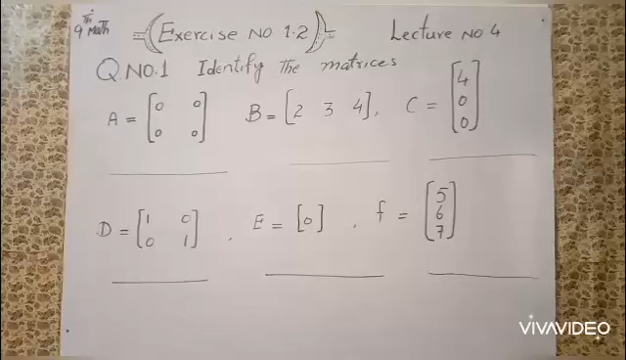 9th Math Exercise NO 1.2 Lecture NO 4
Q.NO.1 Identify the matrices
A = [0 0
0 0] B = [2 3 4], C = [4
0
0]
D = [1 0
0 1], E = [0], f = [5
6
7]
VIVAVIDEO